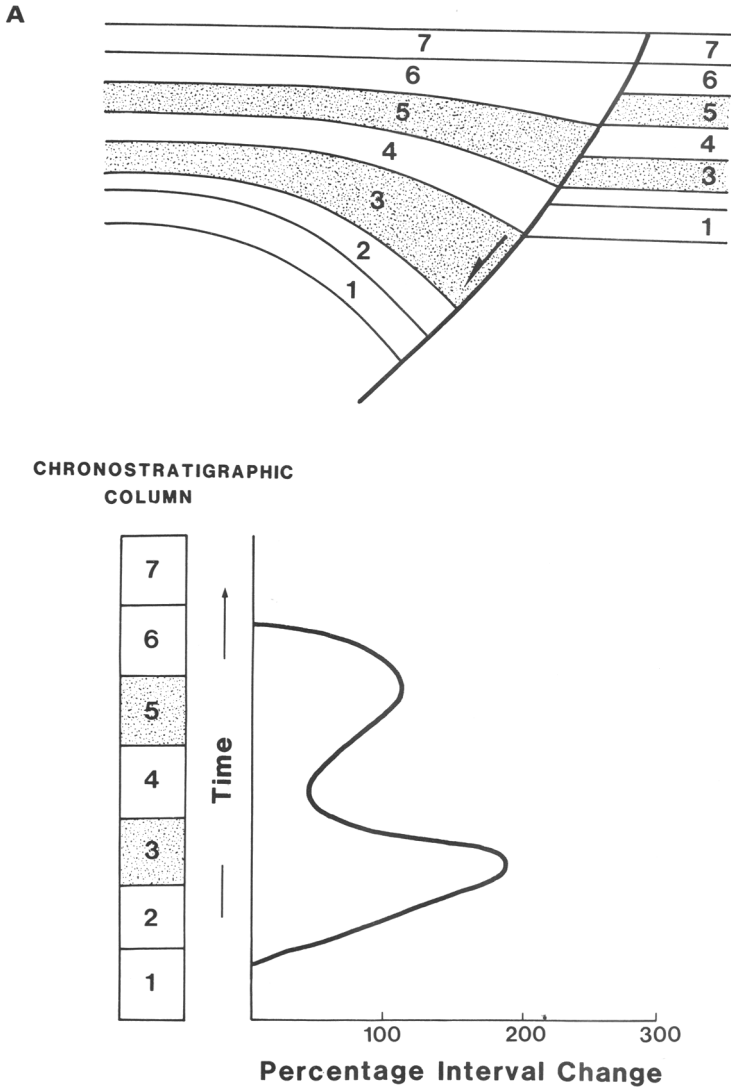 A
7 7
6 6
5 5
4 4
3 3
2
1 1
CHRONOSTRATIGRAPHIC
COLUMN
7
6
5
4
3
2
1
Time
100 200 300
Percentage Interval Change